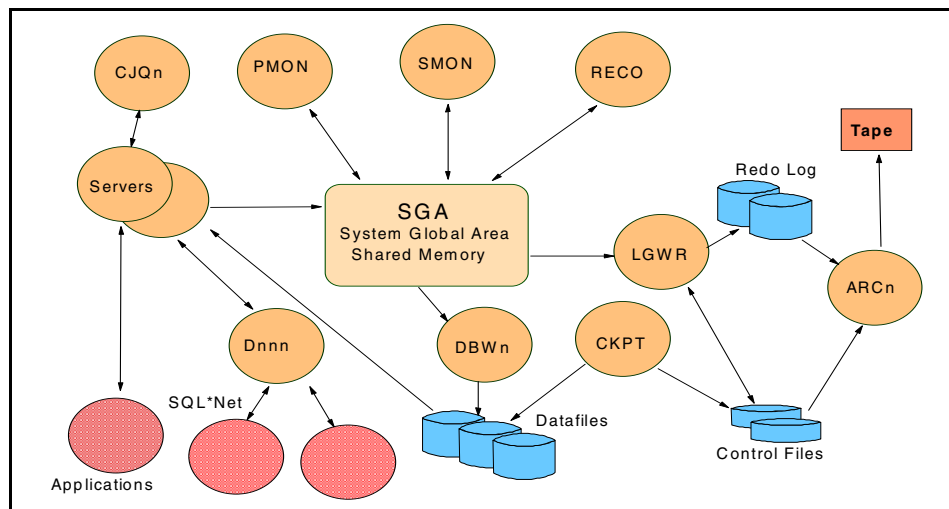 CJQn
PMON
SMON
RECO
Tape
Redo Log
Servers
SGA
System Global Area
Shared Memory
LGWR
ARCn
Dnnn
DBWn
CKPT
SQL*Net
Datafiles
Control Files
Applications